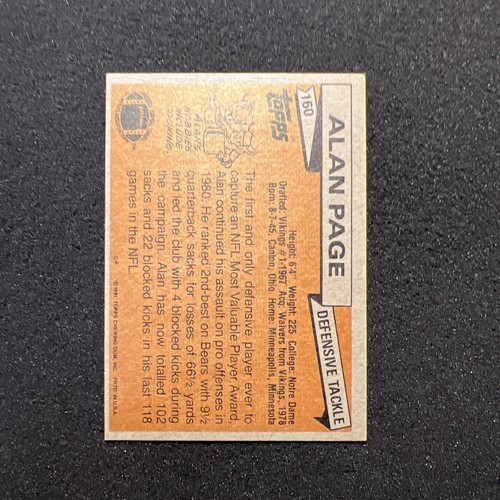 TOPPS
160
ALAN PAGE
DEFENSIVE TACKLE
Height: 6'4" Weight: 225 College: Notre Dame
Drafted: Vikings #1-1967 Acq: Waivers from Vikings, 1978
Born: 8-7-45, Canton, Ohio Home: Minneapolis, Minnesota
ALAN'S
HOBBIES
INCLUDE
RUNNING.
The first and only defensive player ever to
capture an NFL Most Valuable Player Award,
Alan continued his assault on pro offenses in
1980. He ranked 2nd-best on Bears with 9½
quarterback sacks for losses of 66½ yards
and led the club with 4 blocked kicks during
the campaign. Alan has now totalled 102
sacks and 22 blocked kicks in his last 118
games in the NFL.
© 1981 TOPPS CHEWING GUM, INC. PRTD. IN U.S.A.